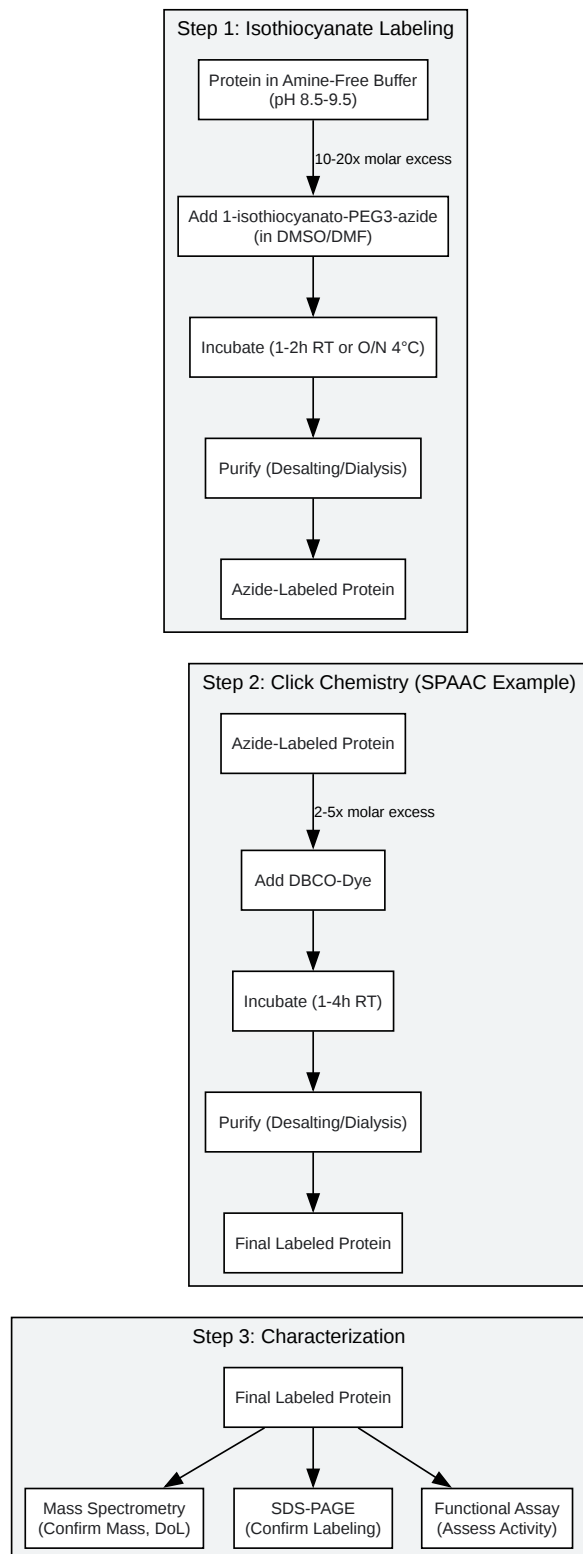 Step 1: Isothiocyanate Labeling
Protein in Amine-Free Buffer
(pH 8.5-9.5)
10-20x molar excess
Add 1-isothiocyanato-PEG3-azide
(in DMSO/DMF)
Incubate (1-2h RT or O/N 4°C)
Purify (Desalting/Dialysis)
Azide-Labeled Protein
Step 2: Click Chemistry (SPAAC Example)
Azide-Labeled Protein
2-5x molar excess
Add DBCO-Dye
Incubate (1-4h RT)
Purify (Desalting/Dialysis)
Final Labeled Protein
Step 3: Characterization
Final Labeled Protein
Mass Spectrometry
(Confirm Mass, DoL)
SDS-PAGE
(Confirm Labeling)
Functional Assay
(Assess Activity)